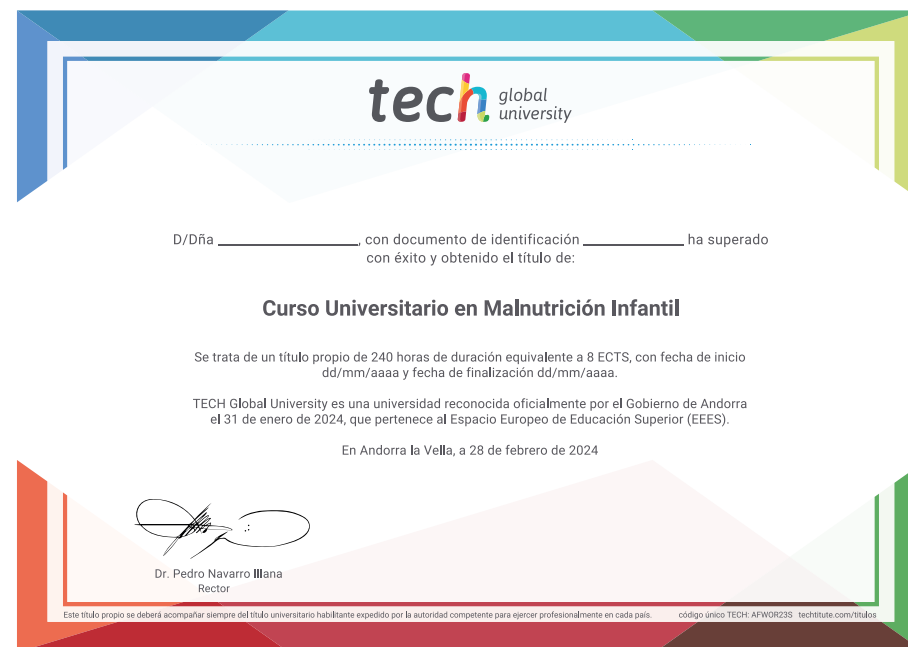 tech global
university
D/Dña ____________________, con documento de identificación ______________ ha superado
con éxito y obtenido el título de:
Curso Universitario en Malnutrición Infantil
Se trata de un título propio de 240 horas de duración equivalente a 8 ECTS, con fecha de inicio
dd/mm/aaaa y fecha de finalización dd/mm/aaaa.
TECH Global University es una universidad reconocida oficialmente por el Gobierno de Andorra
el 31 de enero de 2024, que pertenece al Espacio Europeo de Educación Superior (EEES).
En Andorra la Vella, a 28 de febrero de 2024
Dr. Pedro Navarro Illana
Rector
Este título propio se deberá acompañar siempre del título universitario habilitante expedido por la autoridad competente para ejercer profesionalmente en cada país. código único TECH: AFWOR23S techtitute.com/titulos